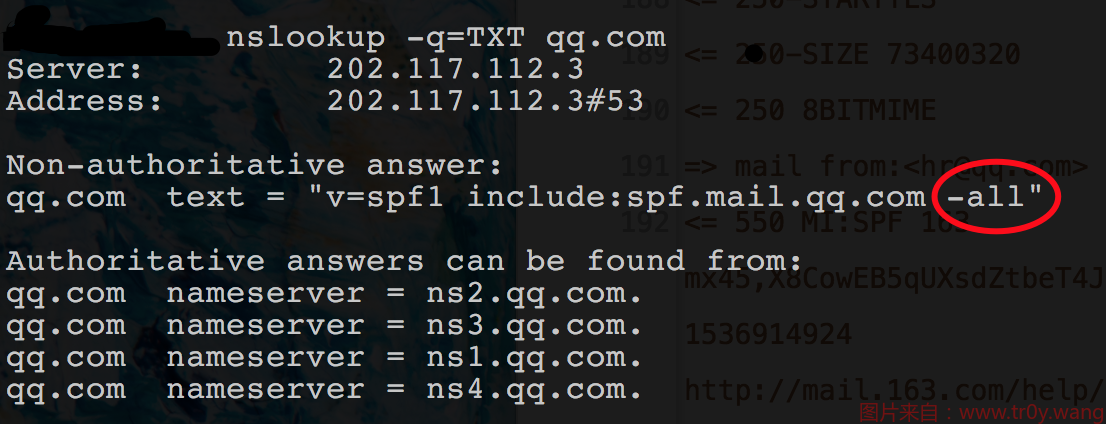 nslookup -q=TXT qq.com
Server: 202.117.112.3
Address: 202.117.112.3#53
Non-authoritative answer:
qq.com text = "v=spf1 include:spf.mail.qq.com -all"
Authoritative answers can be found from:
qq.com nameserver = ns2.qq.com.
qq.com nameserver = ns3.qq.com.
qq.com nameserver = ns1.qq.com.
qq.com nameserver = ns4.qq.com.
188 <= 250-STARTTLS
189 <= 250-SIZE 73400320
190 <= 250 8BITMIME
191 => mail from:<hr@qq.com>
192 <= 550 MI:SPF 163
mx45,X8CowEB5qUXsdZtbeT4J
1536914924
http://mail.163.com/help/
图片来自：www.tr0y.wang